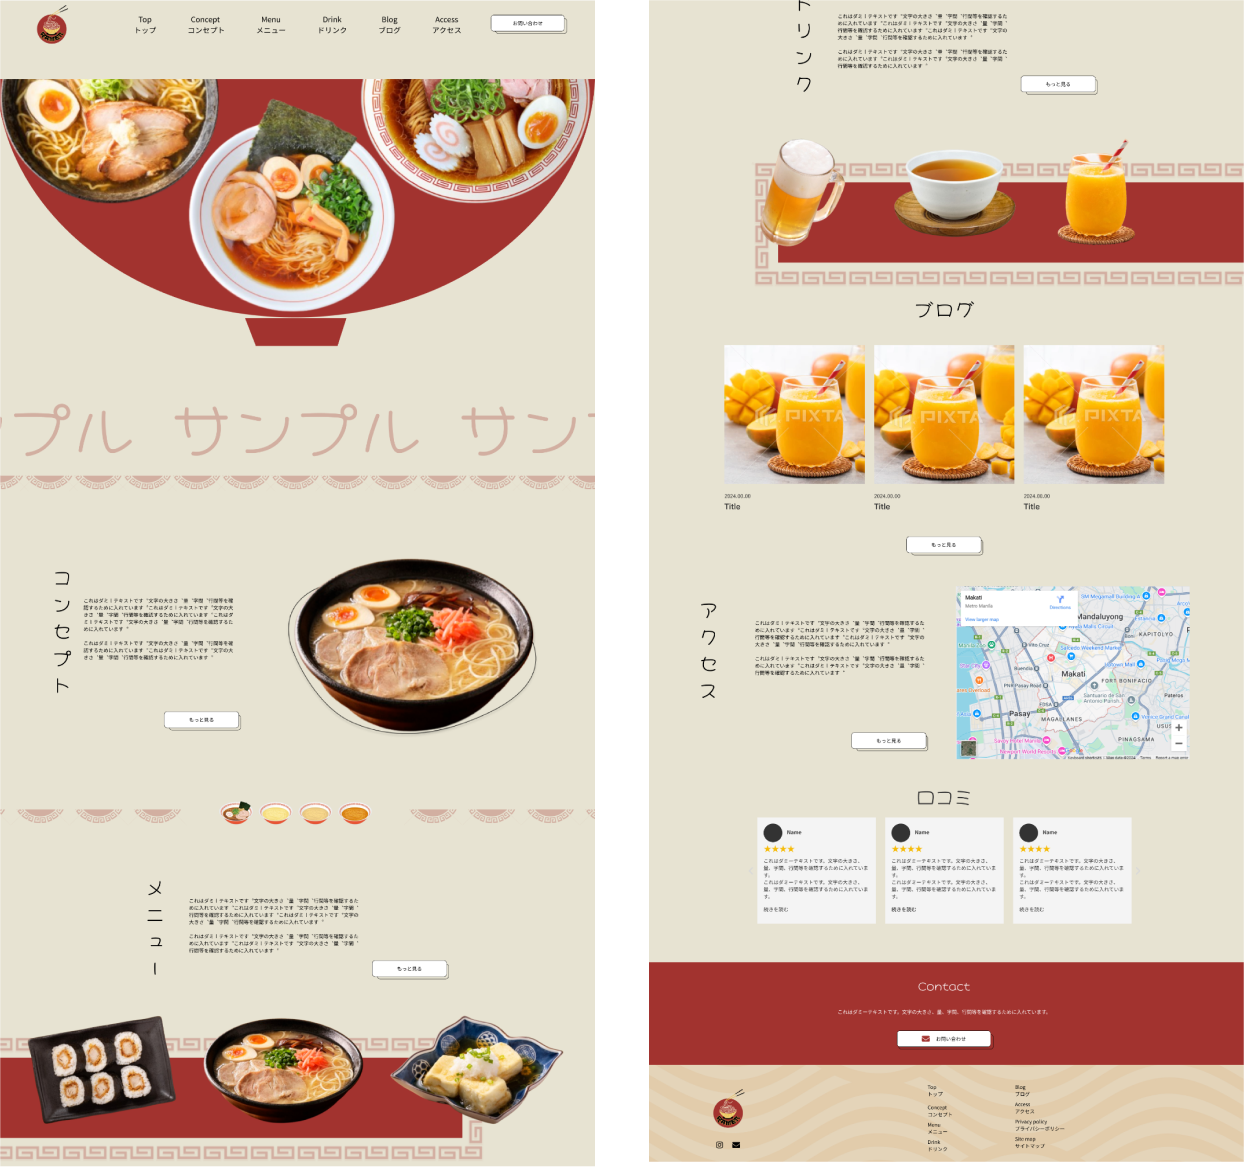 Top
トップ
Concept
コンセプト
Menu
メニュー
Drink
ドリンク
Blog
ブログ
Access
アクセス
お問い合わせ
プル サンプル サン
コンセプト
これはダミーテキストです。文字の大きさ、量、字間、行間等を確
認するために入れています。これはダミーテキストです。文字の大
きさ、量、字間、行間等を確認するために入れています。これはダ
ミーテキストです。文字の大きさ、量、字間、行間等を確認するた
めに入れています。
これはダミーテキストです。文字の大きさ、量、字間、行間等を確
認するために入れています。これはダミーテキストです。文字の大
きさ、量、字間、行間等を確認するために入れています。
もっと見る
メニュー
これはダミーテキストです。文字の大きさ、量、字間、行間等を確認するた
めに入れています。これはダミーテキストです。文字の大きさ、量、字間、
行間等を確認するために入れています。これはダミーテキストです。文字の
大きさ、量、字間、行間等を確認するために入れています。
これはダミーテキストです。文字の大きさ、量、字間、行間等を確認するた
めに入れています。これはダミーテキストです。文字の大きさ、量、字間、
行間等を確認するために入れています。
もっと見る
ドリンク
これはダミーテキストです。文字の大きさ、量、字間、行間等を確認するた
めに入れています。これはダミーテキストです。文字の大きさ、量、字間、
行間等を確認するために入れています。これはダミーテキストです。文字の
大きさ、量、字間、行間等を確認するために入れています。
これはダミーテキストです。文字の大きさ、量、字間、行間等を確認するた
めに入れています。これはダミーテキストです。文字の大きさ、量、字間、
行間等を確認するために入れています。
もっと見る
ブログ
PIXTA
PIXTA
PIXTA
2024.00.00
Title
2024.00.00
Title
2024.00.00
Title
もっと見る
アクセス
これはダミーテキストです。文字の大きさ、量、字間、行間等を確認するた
めに入れています。これはダミーテキストです。文字の大きさ、量、字間、
行間等を確認するために入れています。これはダミーテキストです。文字の
大きさ、量、字間、行間等を確認するために入れています。
これはダミーテキストです。文字の大きさ、量、字間、行間等を確認するた
めに入れています。これはダミーテキストです。文字の大きさ、量、字間、
行間等を確認するために入れています。
もっと見る
Makati
Metro Manila
Directions
View larger map
Mandaluyong
KAPITOLYO
Salcedo Weekend Market
Makati
FORT BONIFACIO
Pateros
Pasay
MAGALLANES
PINAGSAMA
口コミ
Name
これはダミーテキストです。文字の大きさ、
量、字間、行間等を確認するために入れていま
す。
これはダミーテキストです。文字の大きさ、
量、字間、行間等を確認するために入れていま
す。
続きを読む
Name
これはダミーテキストです。文字の大きさ、
量、字間、行間等を確認するために入れていま
す。
これはダミーテキストです。文字の大きさ、
量、字間、行間等を確認するために入れていま
す。
続きを読む
Name
これはダミーテキストです。文字の大きさ、
量、字間、行間等を確認するために入れていま
す。
これはダミーテキストです。文字の大きさ、
量、字間、行間等を確認するために入れていま
す。
続きを読む
Contact
これはダミーテキストです。文字の大きさ、量、字間、行間等を確認するために入れています。
お問い合わせ
Top
トップ
Concept
コンセプト
Menu
メニュー
Drink
ドリンク
Blog
ブログ
Access
アクセス
Privacy policy
プライバシーポリシー
Site map
サイトマップ